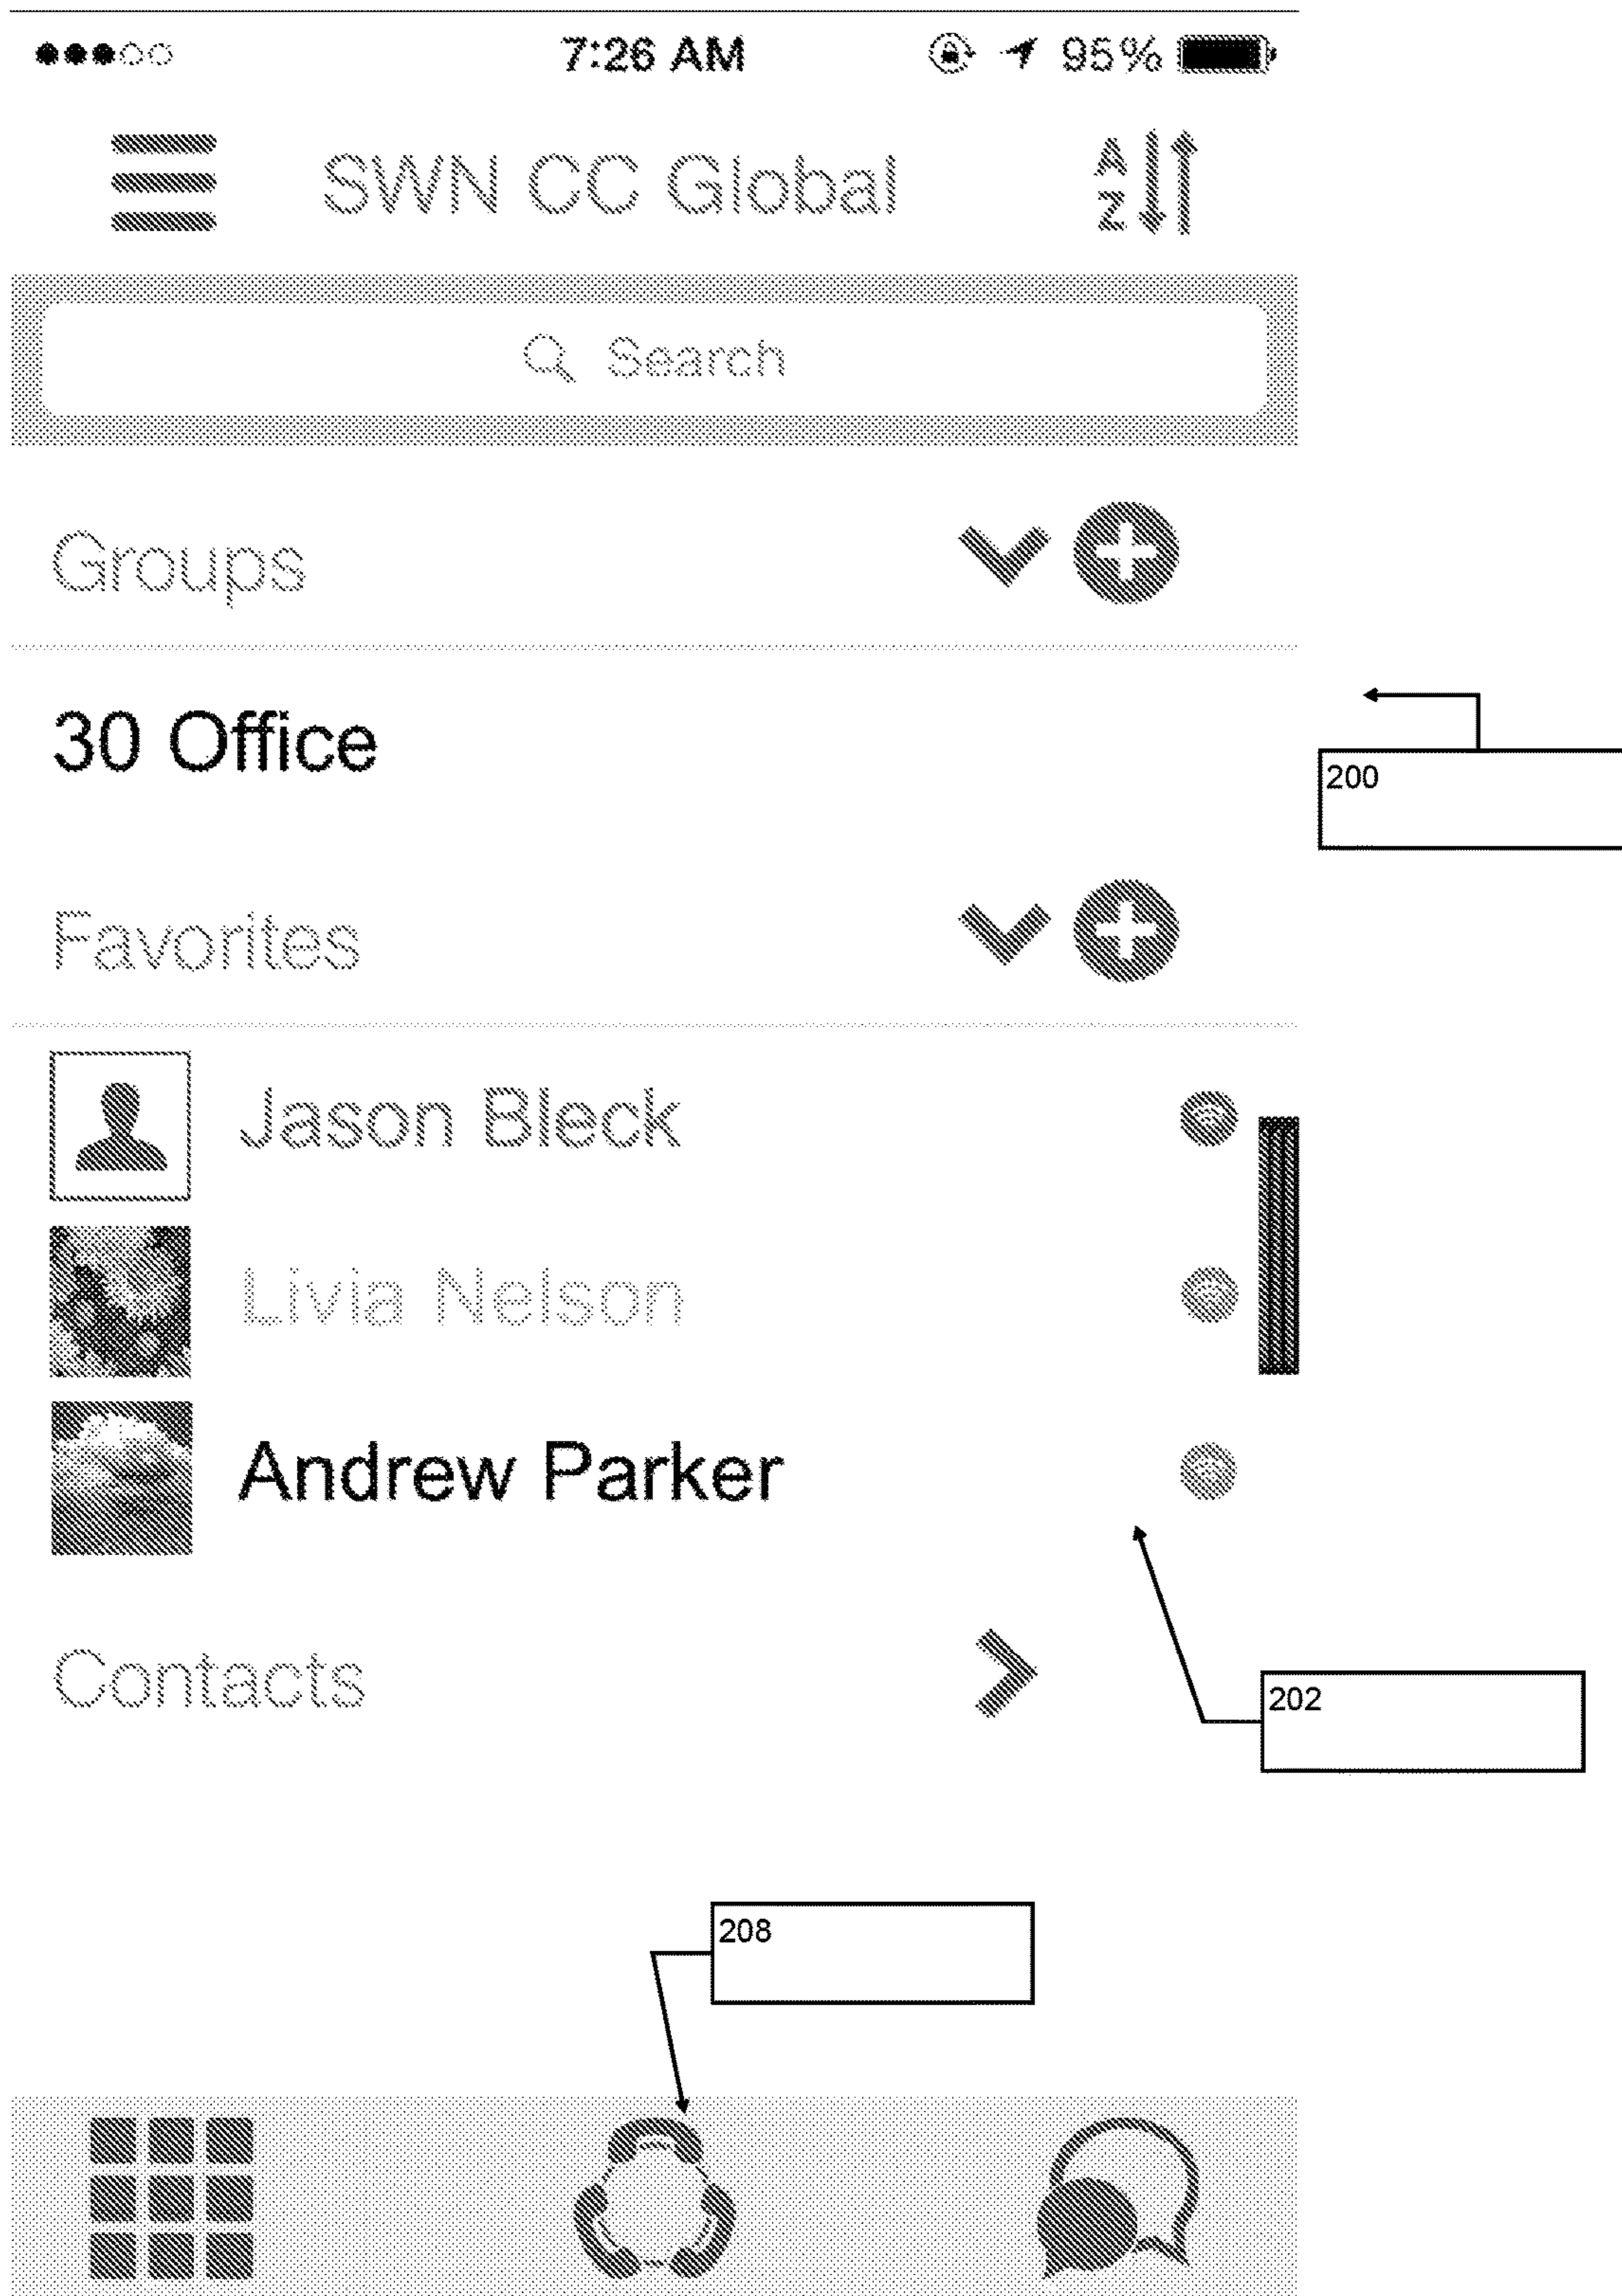 7:26 AM 95%
SWN CC Global A Z
Search
Groups
30 Office
200
Favorites
Jason Bleck
Livia Nelson
Andrew Parker
Contacts
202
208